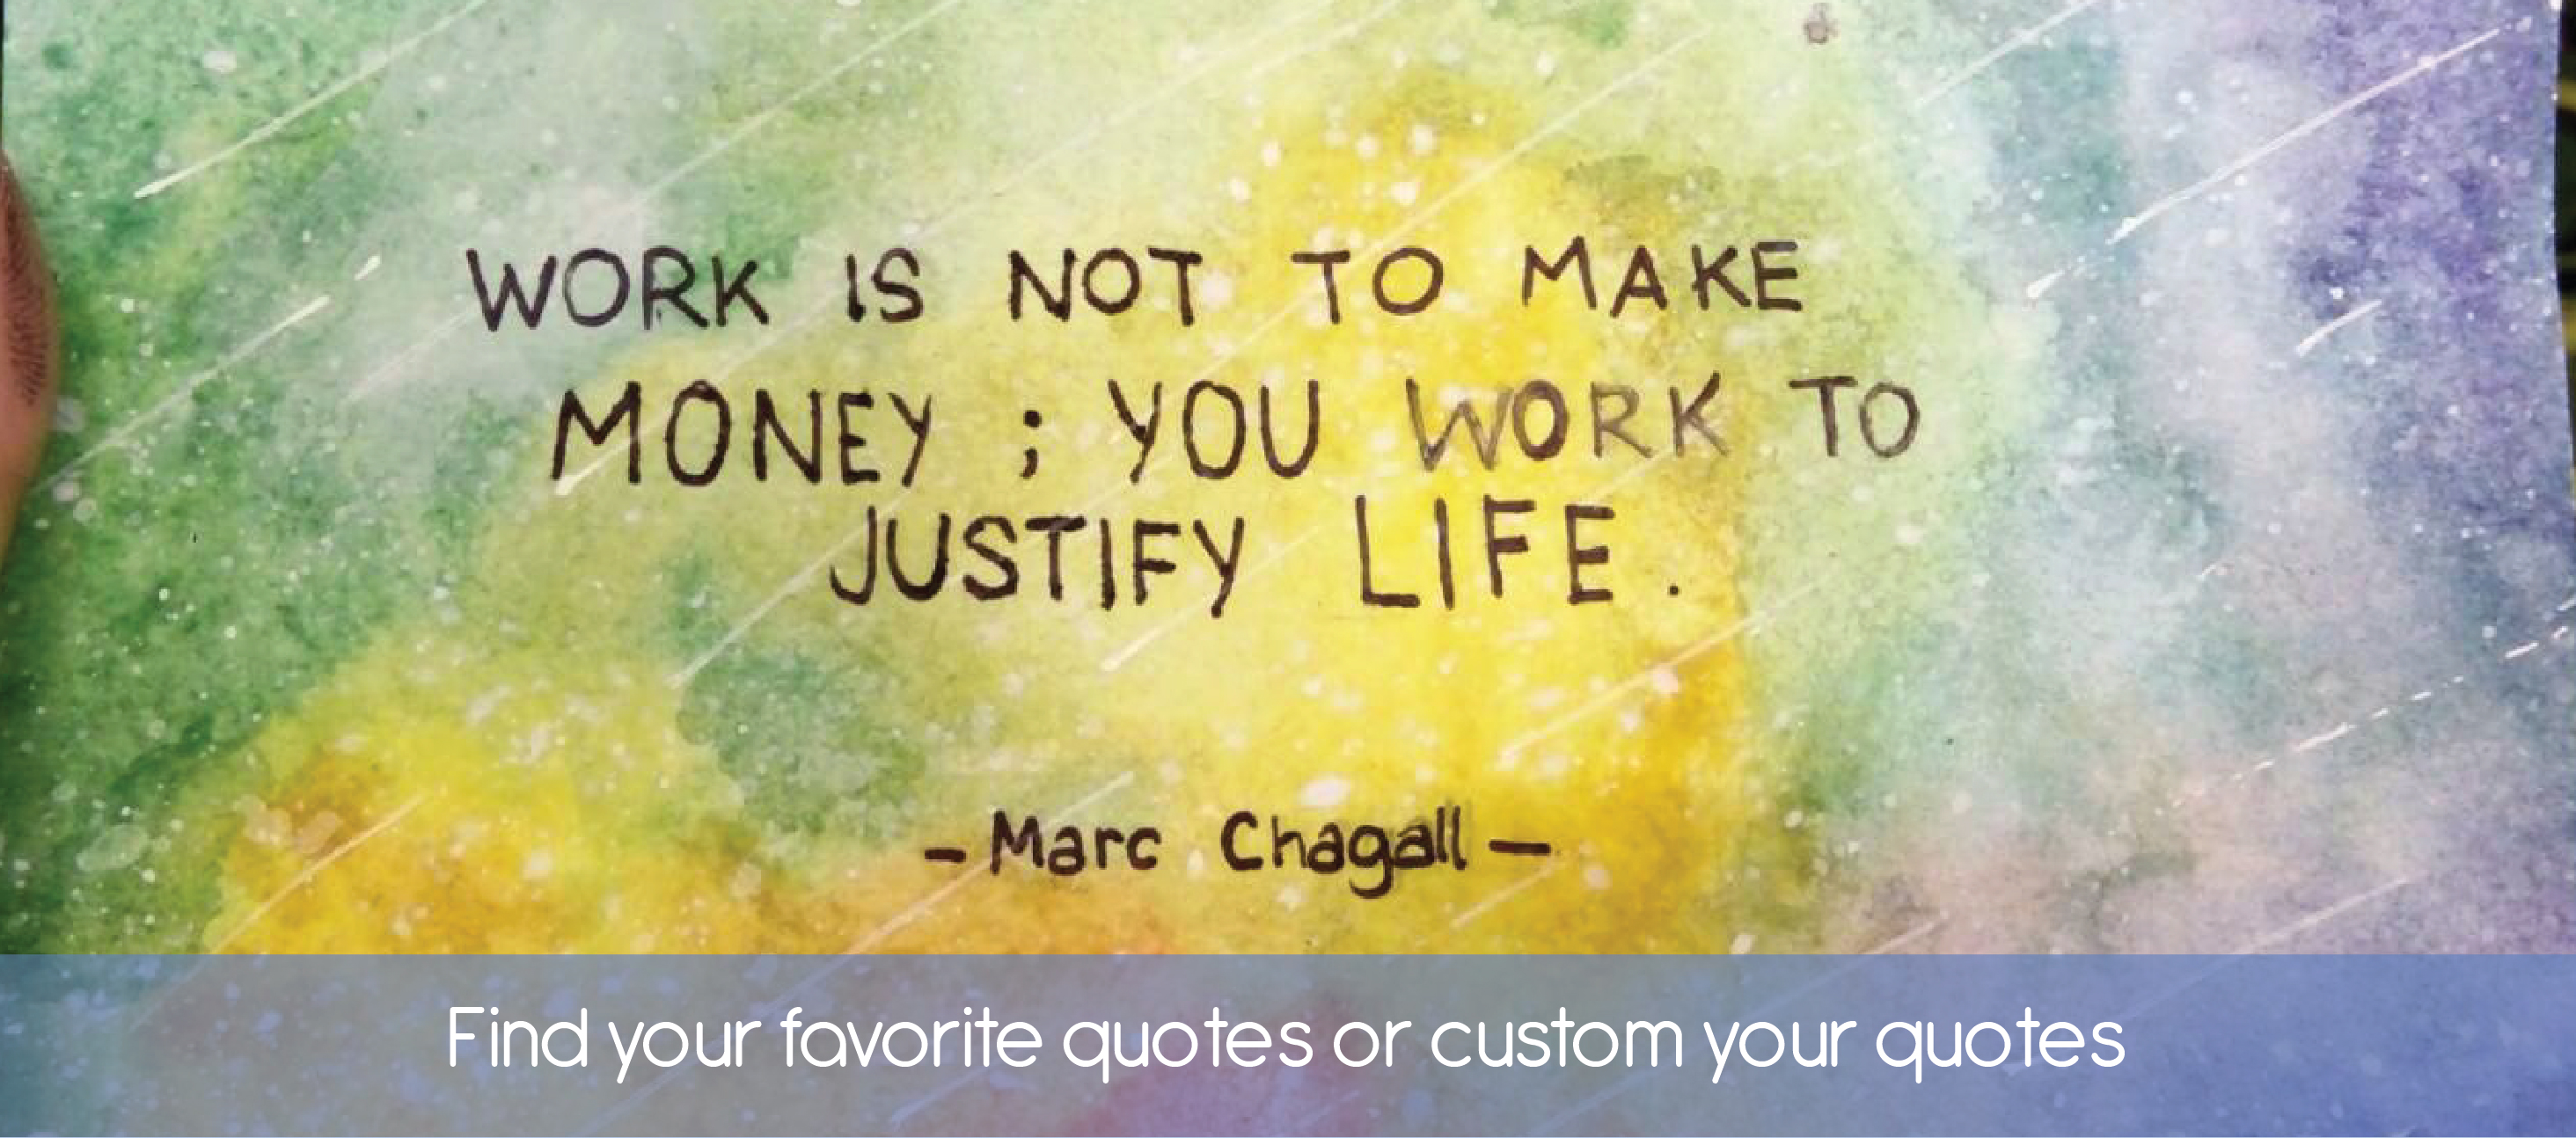 WORK IS NOT TO MAKE
MONEY ; YOU WORK TO
JUSTIFY LIFE .
- Marc Chagall -
Find your favorite quotes or custom your quotes